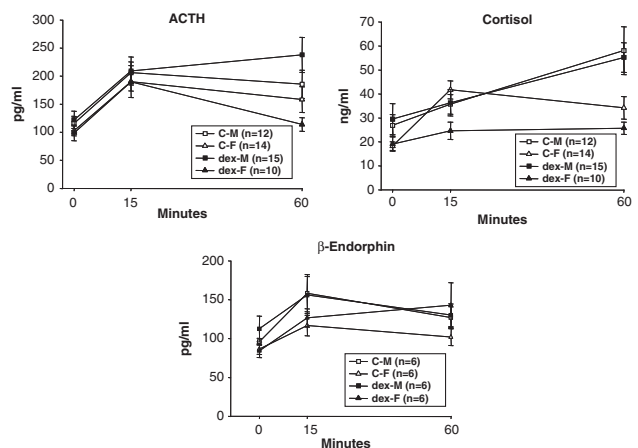 ACTH
300
250
200
150
100
50
0
pg/ml
C-M (n=12)
C-F (n=14)
dex-M (n=15)
dex-F (n=10)
0 15 60
Minutes
Cortisol
70
60
50
40
30
20
10
0
ng/ml
C-M (n=12)
C-F (n=14)
dex-M (n=15)
dex-F (n=10)
0 15 60
Minutes
β-Endorphin
200
150
100
50
0
pg/ml
C-M (n=6)
C-F (n=6)
dex-M (n=6)
dex-F (n=6)
0 15 60
Minutes